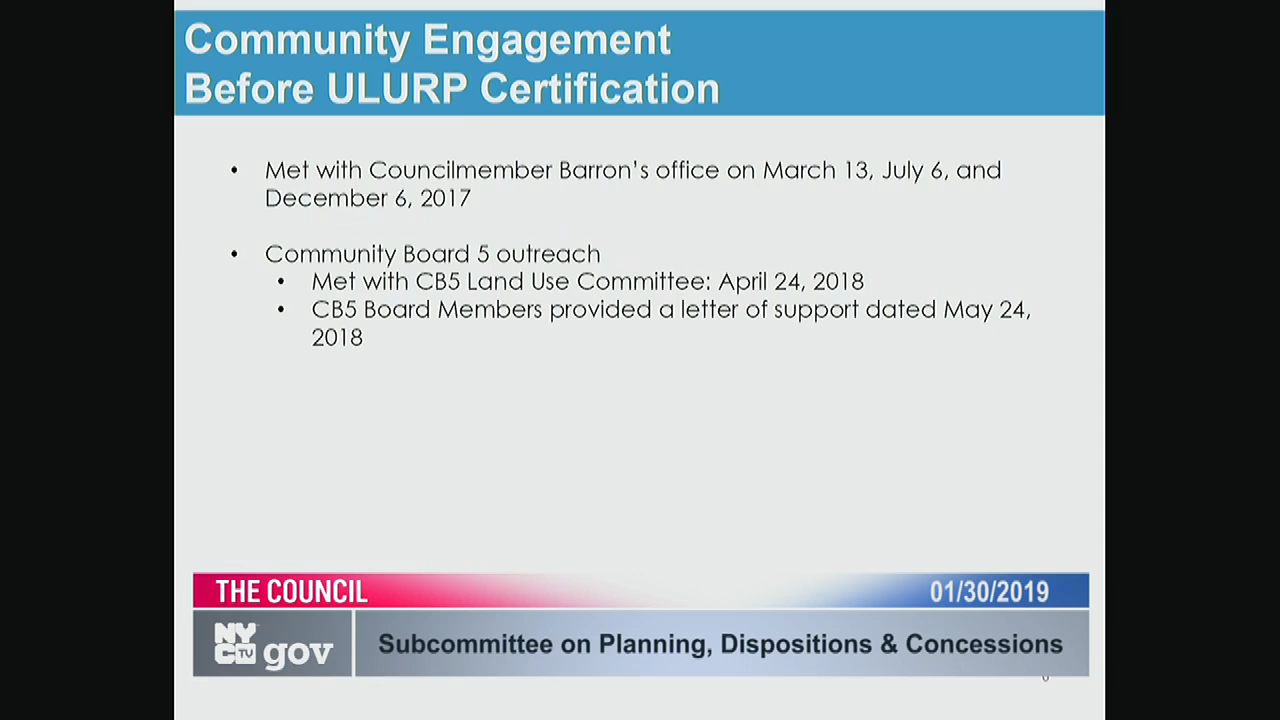 Community Engagement
Before ULURP Certification
• Met with Councilmember Barron's office on March 13, July 6, and
December 6, 2017
• Community Board 5 outreach
• Met with CB5 Land Use Committee: April 24, 2018
• CB5 Board Members provided a letter of support dated May 24,
2018
THE COUNCIL
01/30/2019
NYC TV gov
Subcommittee on Planning, Dispositions & Concessions